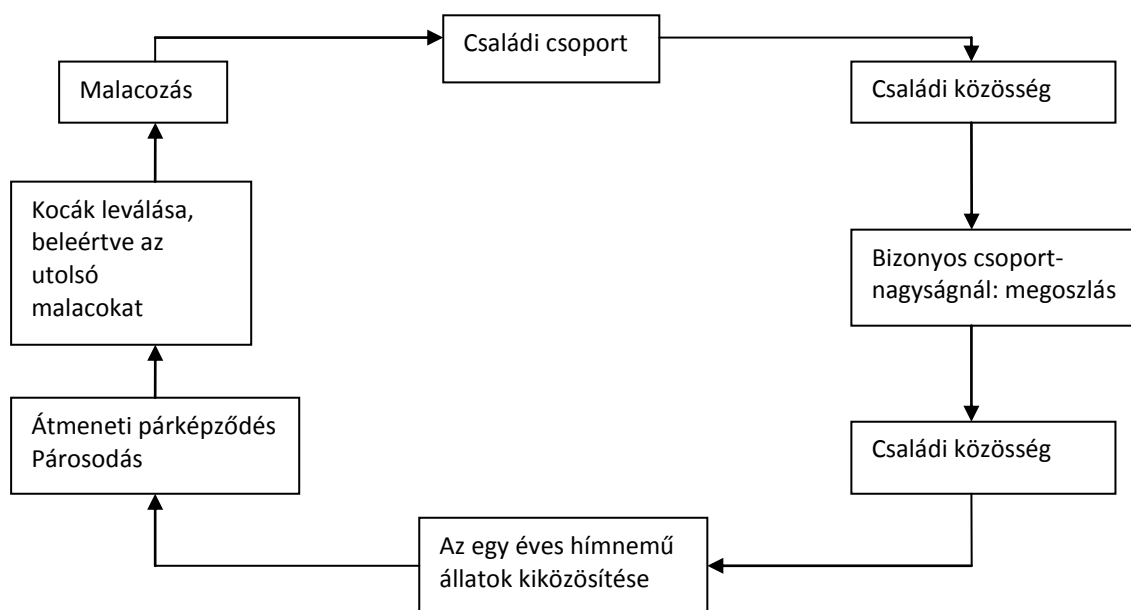 Családi csoport
Malacozás
Családi közösség
Kocák leválása,
beleértve az
utolsó
malacokat
Bizonyos csoport-
nagyságnál: megoszlás
Átmeneti párképződés
Párosodás
Családi közösség
Az egy éves hímnemű
állatok kiközösítése